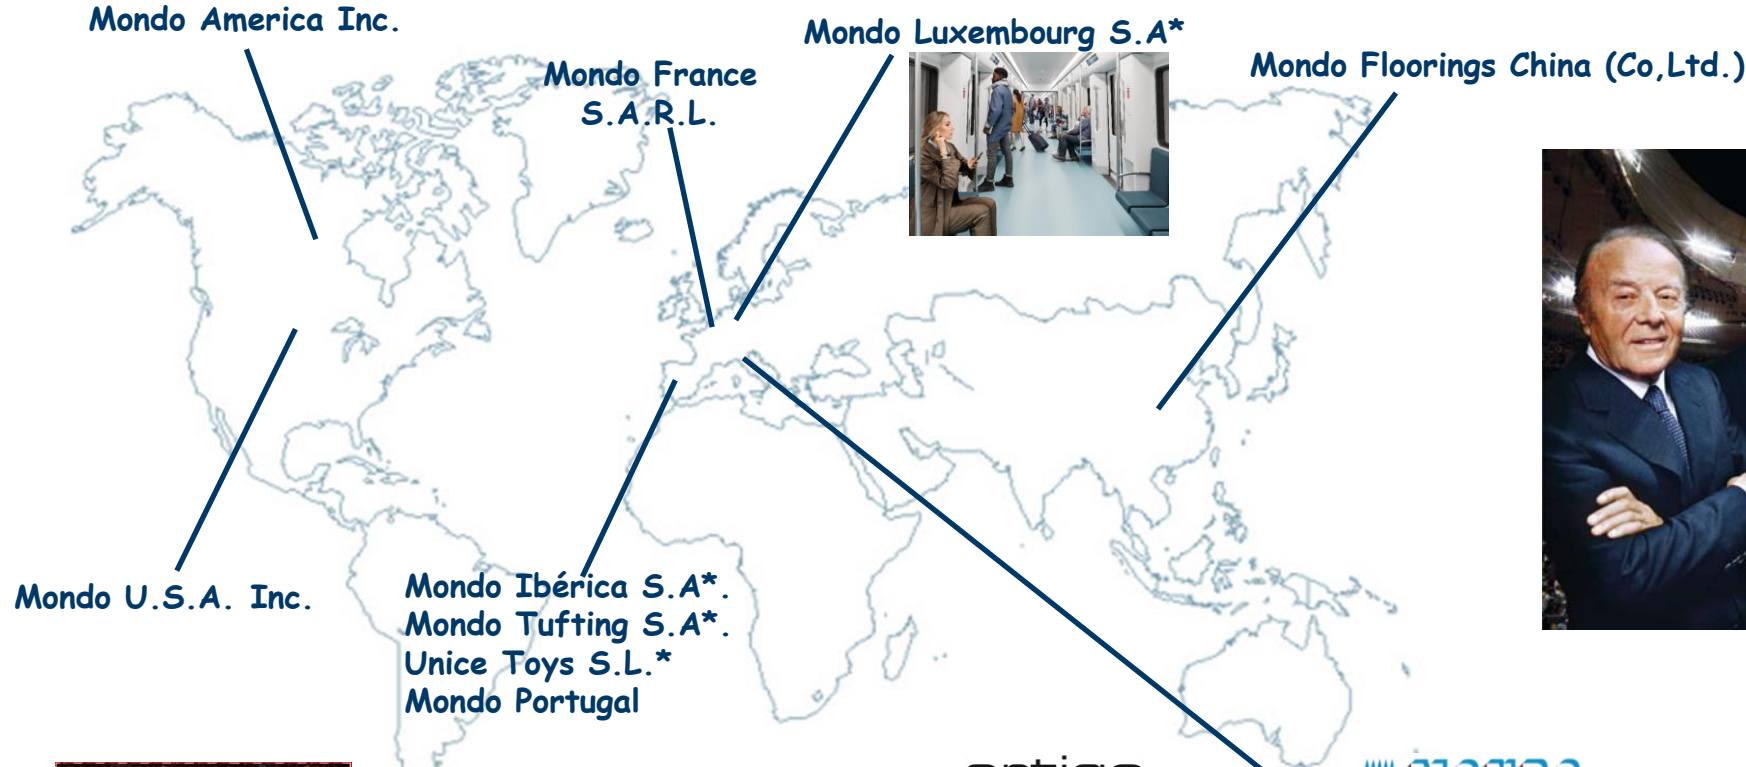 Mondo America Inc.
Mondo France
S.A.R.L.
Mondo Luxembourg S.A*
Mondo Floorings China (Co,Ltd.)
Mondo U.S.A. Inc.
Mondo Ibérica S.A*.
Mondo Tufting S.A*.
Unice Toys S.L.*
Mondo Portugal